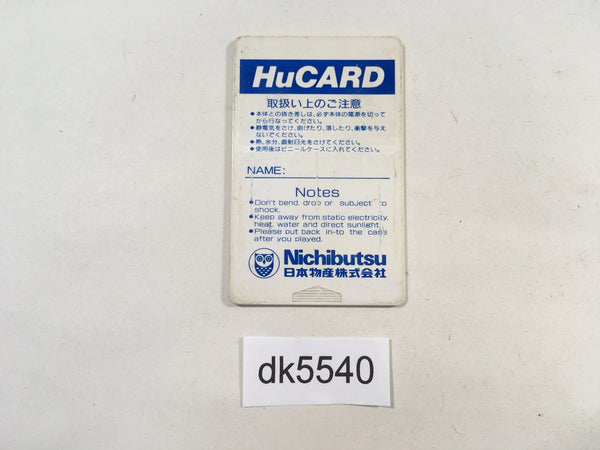 HuCARD
取扱い上のご注意
●本体との抜き差しは、必ず本体の電源を切って
から行なってください。
●静電気をさけ、曲げたり、落したり、衝撃を与え
ないでください。
●熱、水分、直射日光をさけてください。
●使用後はビニールケースに入れてください。
NAME:
Notes
●Don't bend, drop or subject to
shock.
●Keep away from static electricity,
heat, water and direct sunlight.
●Please put back in-to the case
after you played.
Nichibutsu
日本物産株式会社
dk5540